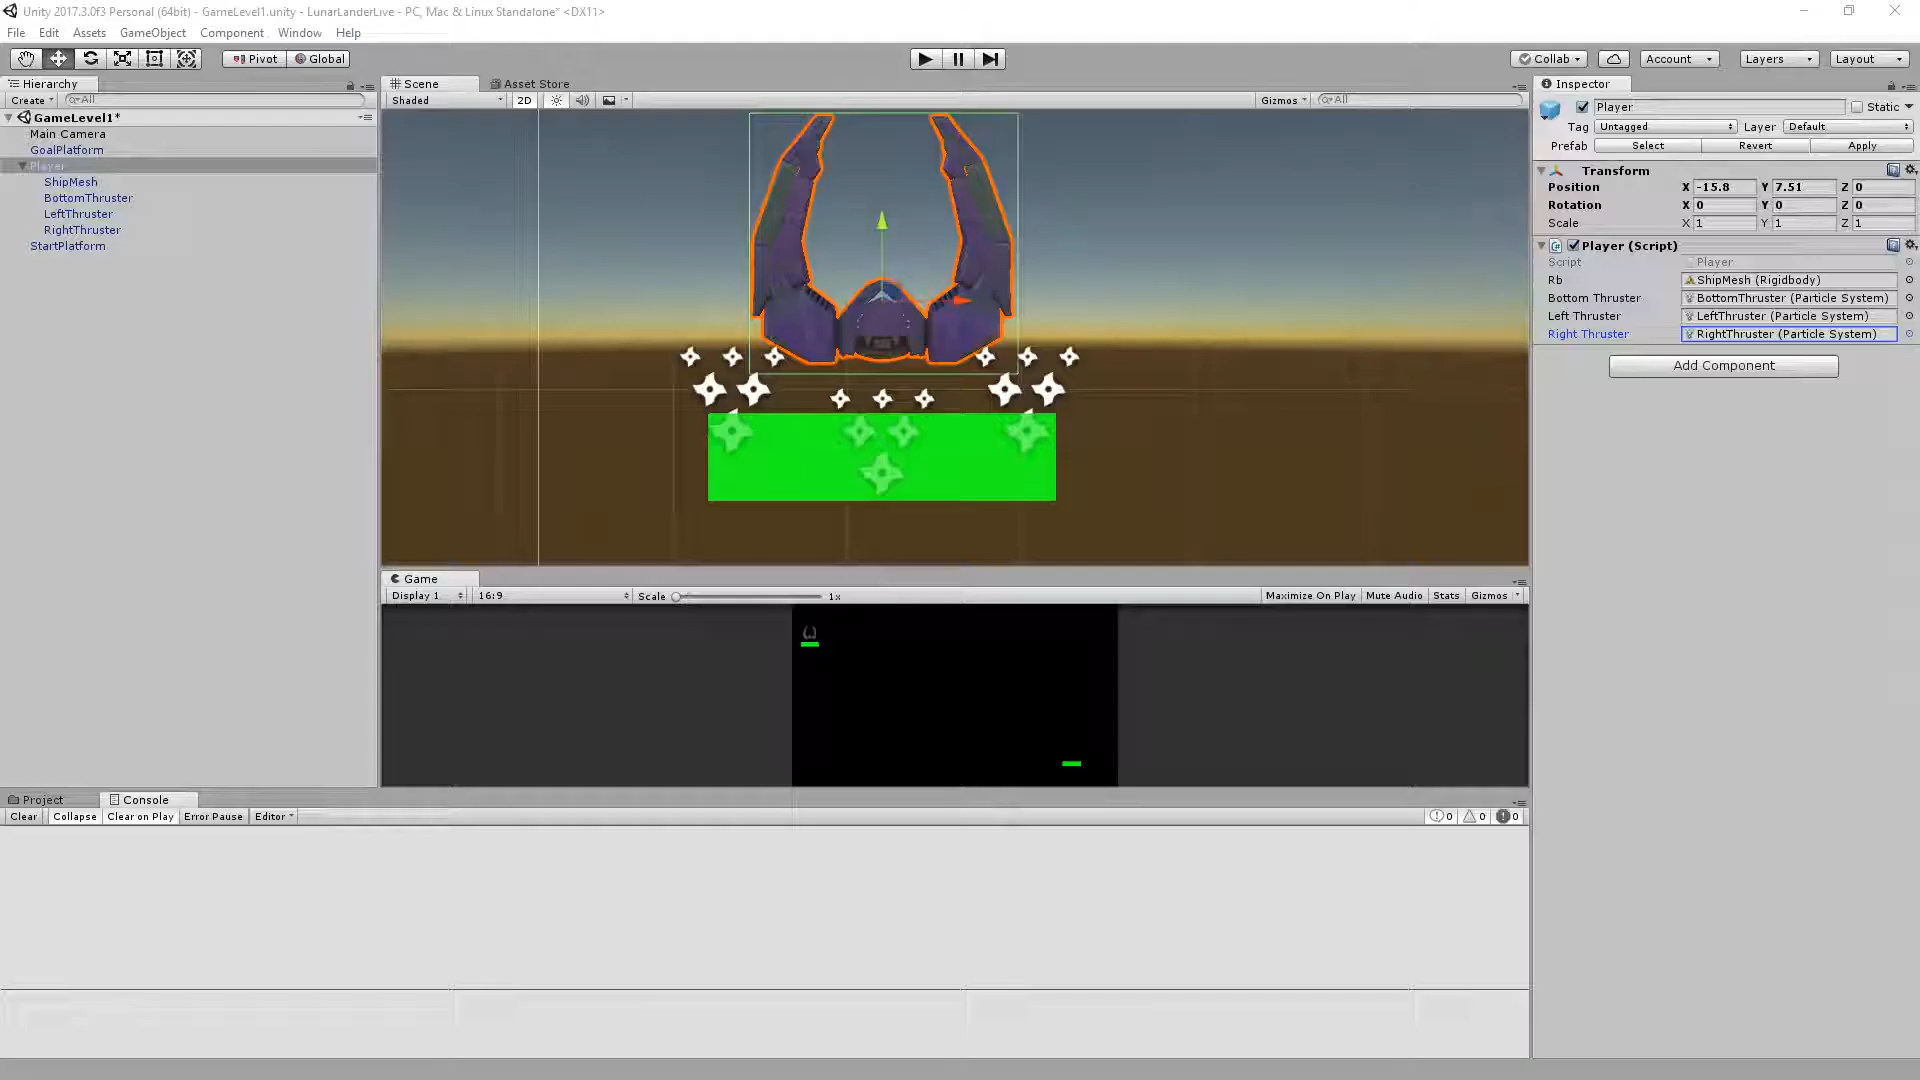 Unity 2017.3.0f3 Personal (64bit) - GameLevel1.unity - LunarLanderLive - PC, Mac & Linux Standalone* <DX11>
File Edit Assets GameObject Component Window Help
Pivot Global Collab Account Layers Layout
Hierarchy
Create All
GameLevel1*
Main Camera
GoalPlatform
Player
ShipMesh
BottomThruster
LeftThruster
RightThruster
StartPlatform
Scene Asset Store
Shaded 2D Gizmos All
Game
Display 1 16:9 Scale 1x Maximize On Play Mute Audio Stats Gizmos
Project Console
Clear Collapse Clear on Play Error Pause Editor 0 0 0
Inspector
Player Static
Tag Untagged Layer Default
Prefab Select Revert Apply
Transform
Position X -15.8 Y 7.51 Z 0
Rotation X 0 Y 0 Z 0
Scale X 1 Y 1 Z 1
Player (Script)
Script Player
Rb ShipMesh (Rigidbody)
Bottom Thruster BottomThruster (Particle System)
Left Thruster LeftThruster (Particle System)
Right Thruster RightThruster (Particle System)
Add Component